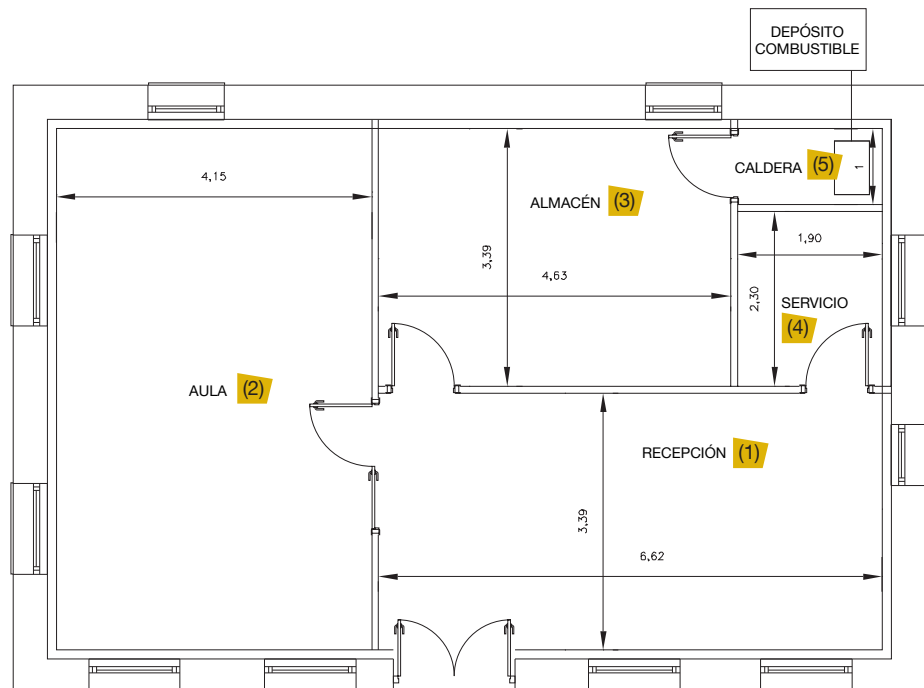 DEPÓSITO
COMBUSTIBLE
CALDERA (5)
1
4,15
ALMACÉN (3)
1,90
3,39
4,63
2,30
SERVICIO
(4)
AULA (2)
RECEPCIÓN (1)
3,39
6,62